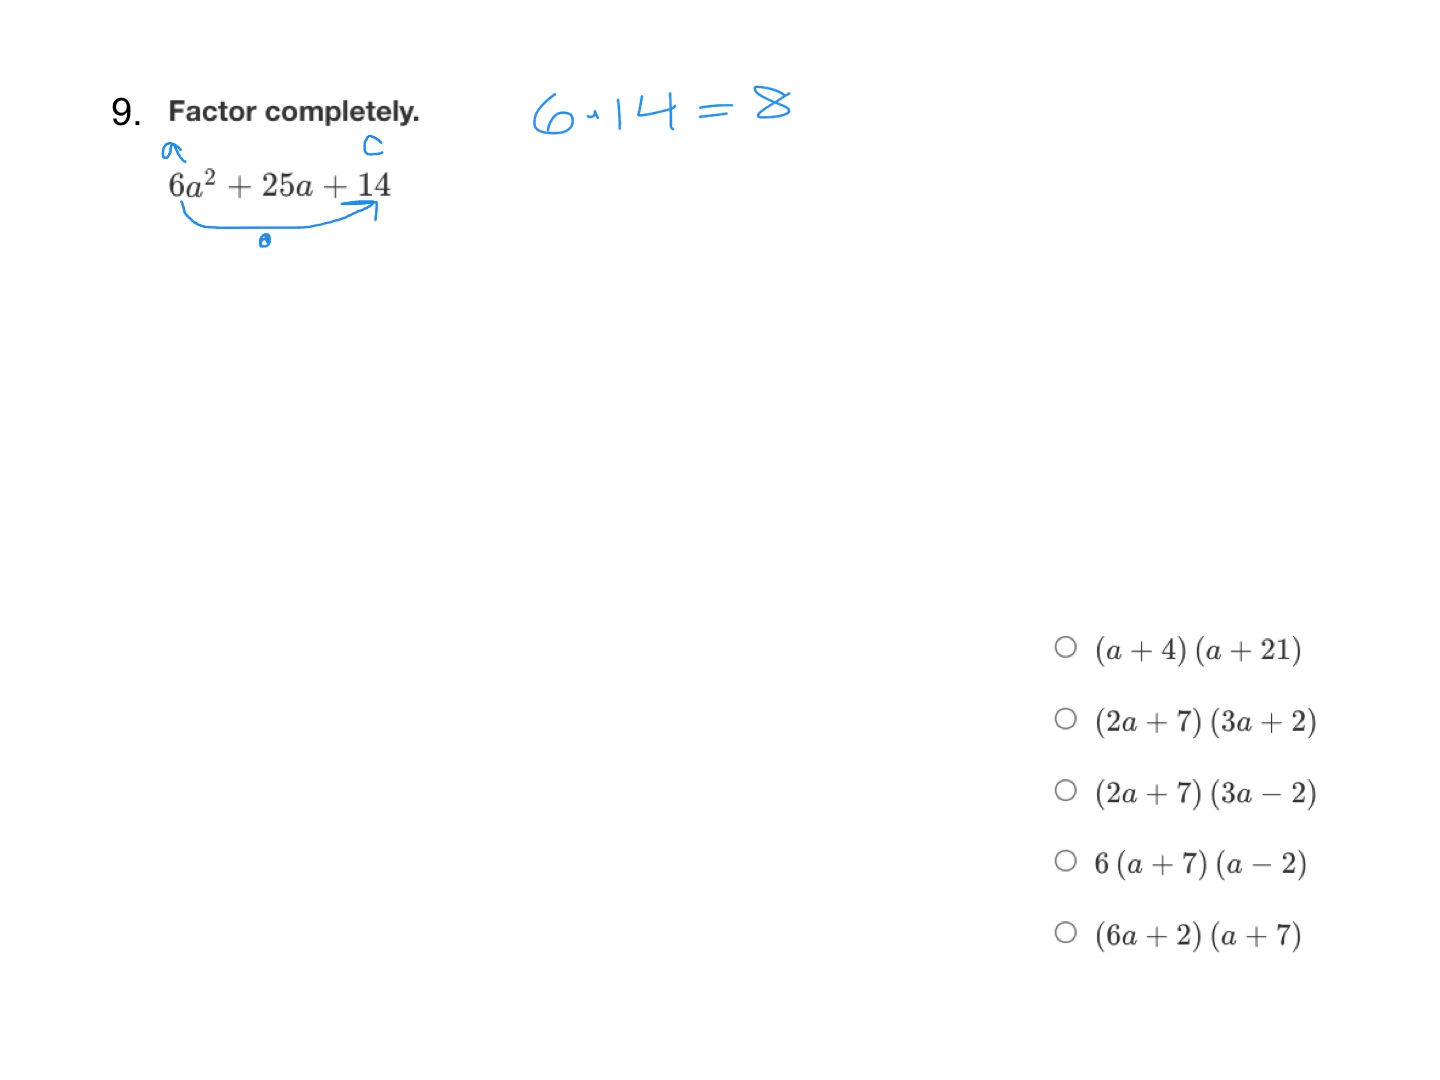 9. Factor completely. 6 · 14 = 8
a c
6a² + 25a + 14
(a + 4) (a + 21)
(2a + 7) (3a + 2)
(2a + 7) (3a − 2)
6 (a + 7) (a − 2)
(6a + 2) (a + 7)